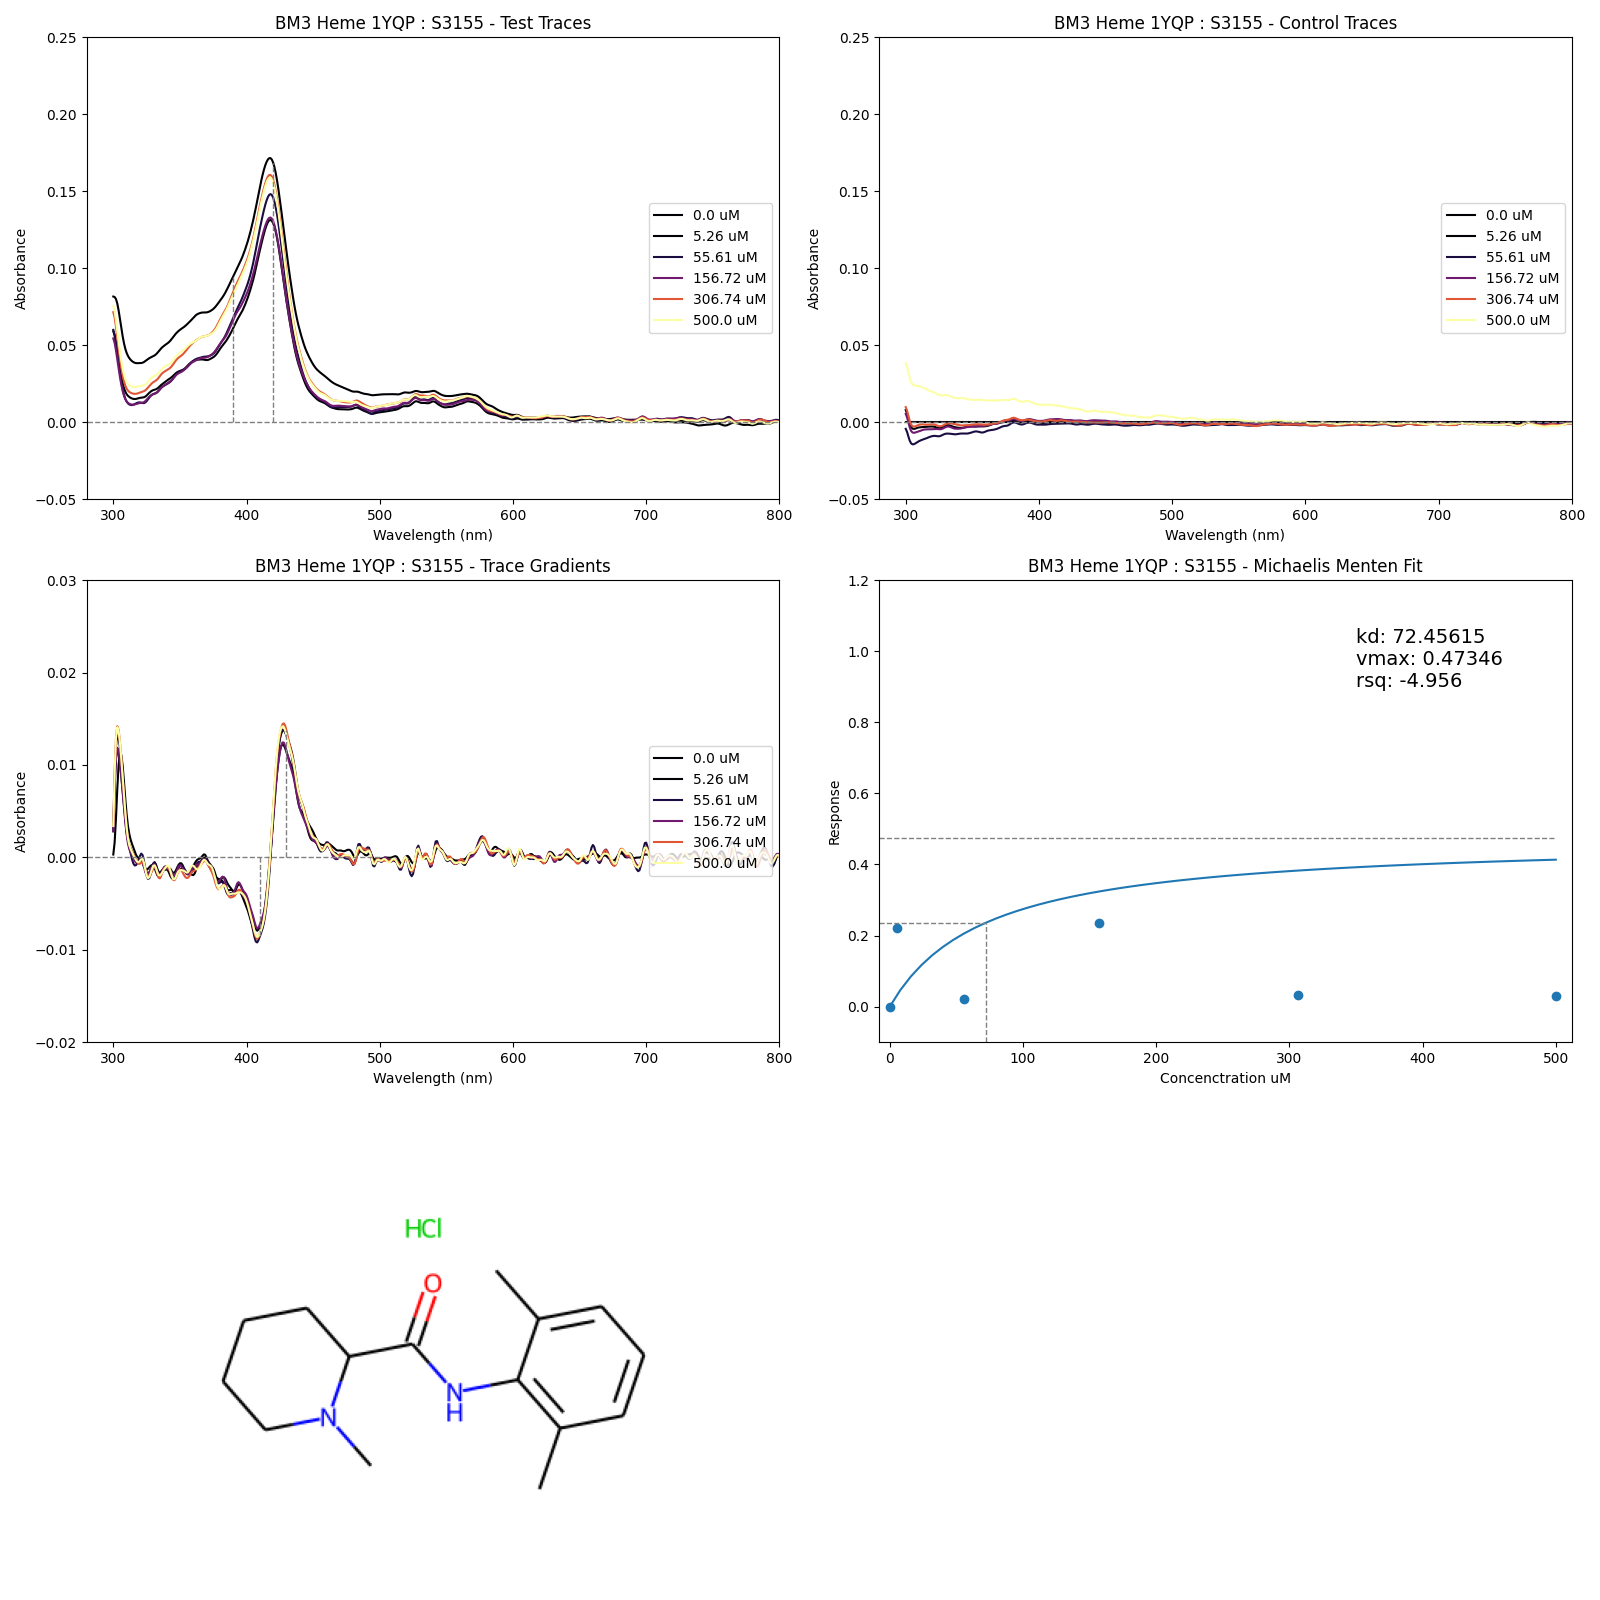 BM3 Heme 1YQP : S3155 - Test Traces
0.25
0.20
0.15
0.10
0.05
0.00
−0.05
Absorbance
300 400 500 600 700 800
Wavelength (nm)
0.0 uM
5.26 uM
55.61 uM
156.72 uM
306.74 uM
500.0 uM
BM3 Heme 1YQP : S3155 - Control Traces
0.25
0.20
0.15
0.10
0.05
0.00
−0.05
Absorbance
300 400 500 600 700 800
Wavelength (nm)
0.0 uM
5.26 uM
55.61 uM
156.72 uM
306.74 uM
500.0 uM
BM3 Heme 1YQP : S3155 - Trace Gradients
0.03
0.02
0.01
0.00
−0.01
−0.02
Absorbance
300 400 500 600 700 800
Wavelength (nm)
0.0 uM
5.26 uM
55.61 uM
156.72 uM
306.74 uM
500.0 uM
BM3 Heme 1YQP : S3155 - Michaelis Menten Fit
1.2
1.0
0.8
0.6
0.4
0.2
0.0
Response
kd: 72.45615
vmax: 0.47346
rsq: -4.956
0 100 200 300 400 500
Concenctration uM
HCl
O
N
H
N